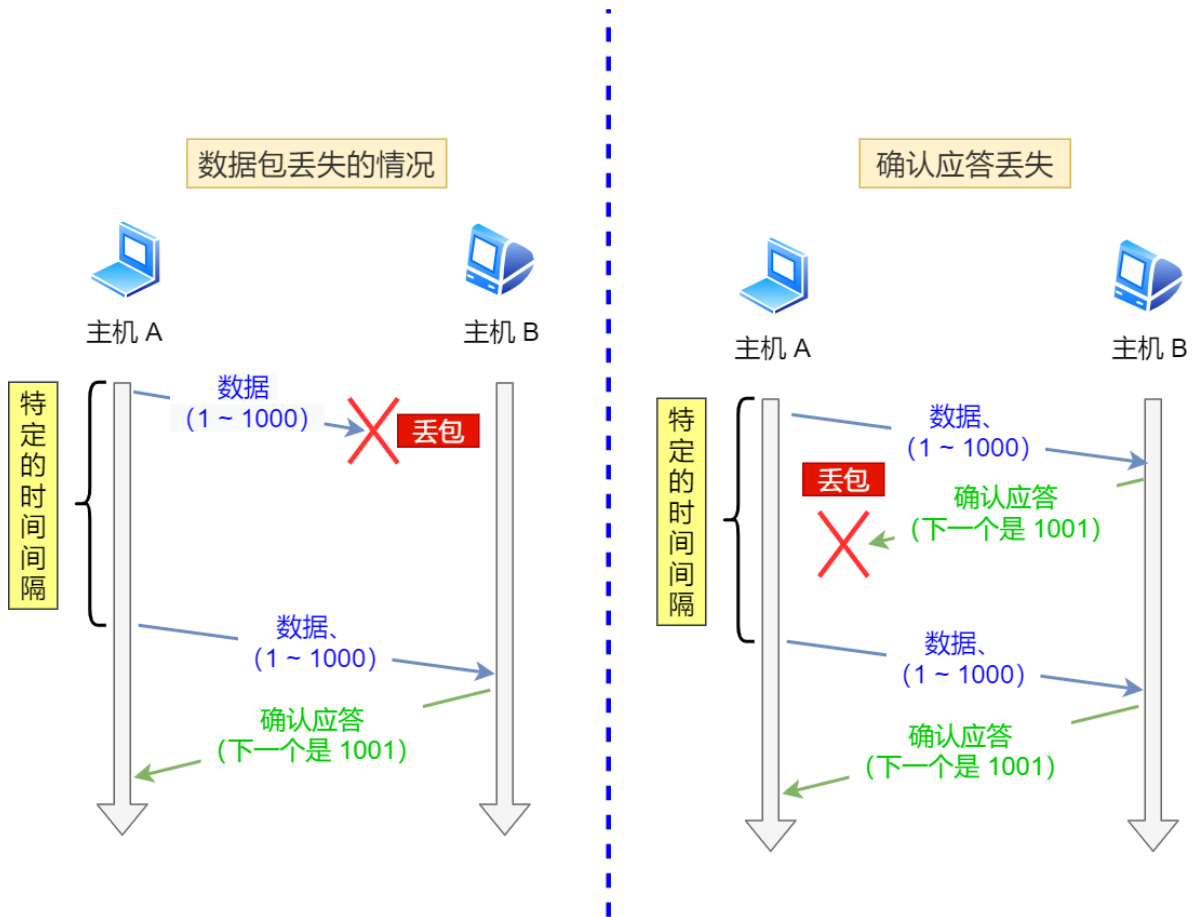 数据包丢失的情况
主机 A
主机 B
特定的时间间隔
数据
（1 ~ 1000）
丢包
数据、
（1 ~ 1000）
确认应答
（下一个是 1001）
确认应答丢失
主机 A
主机 B
特定的时间间隔
数据、
（1 ~ 1000）
丢包
确认应答
（下一个是 1001）
数据、
（1 ~ 1000）
确认应答
（下一个是 1001）